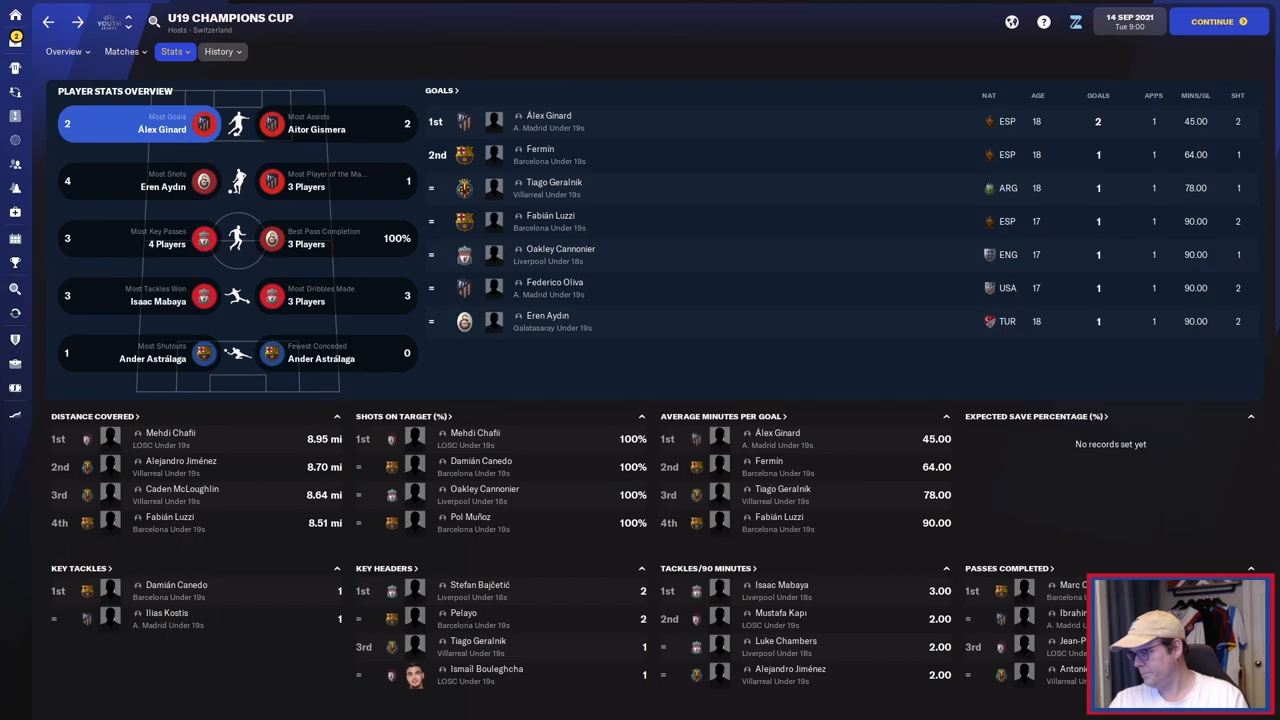 U19 CHAMPIONS CUP
Hosts - Switzerland
14 SEP 2021
Tue 9:00
CONTINUE
2
Overview
Matches
Stats
History
PLAYER STATS OVERVIEW
2
Most Goals
Álex Ginard
Most Assists
Aitor Gismera
2
4
Most Shots
Eren Aydın
Most Player of the Ma...
3 Players
1
3
Most Key Passes
4 Players
Best Pass Completion
3 Players
100%
3
Most Tackles Won
Isaac Mabaya
Most Dribbles Made
3 Players
3
1
Most Shutouts
Ander Astrálaga
Fewest Conceded
Ander Astrálaga
0
GOALS
NAT AGE GOALS APPS MINS/GL SHT
1st Álex Ginard
A. Madrid Under 19s
ESP 18 2 1 45.00 2
2nd Fermín
Barcelona Under 19s
ESP 18 1 1 64.00 1
= Tiago Geralnik
Villarreal Under 19s
ARG 18 1 1 78.00 1
= Fabián Luzzi
Barcelona Under 19s
ESP 17 1 1 90.00 2
= Oakley Cannonier
Liverpool Under 18s
ENG 17 1 1 90.00 1
= Federico Oliva
A. Madrid Under 19s
USA 17 1 1 90.00 2
= Eren Aydın
Galatasaray Under 19s
TUR 18 1 1 90.00 2
DISTANCE COVERED
1st Mehdi Chafii 8.95 mi
LOSC Under 19s
2nd Alejandro Jiménez 8.70 mi
Villarreal Under 19s
3rd Caden McLoughlin 8.64 mi
Villarreal Under 19s
4th Fabián Luzzi 8.51 mi
Barcelona Under 19s
SHOTS ON TARGET (%)
1st Mehdi Chafii 100%
LOSC Under 19s
= Damián Canedo 100%
Barcelona Under 19s
= Oakley Cannonier 100%
Liverpool Under 18s
= Pol Muñoz 100%
Barcelona Under 19s
AVERAGE MINUTES PER GOAL
1st Álex Ginard 45.00
A. Madrid Under 19s
2nd Fermín 64.00
Barcelona Under 19s
3rd Tiago Geralnik 78.00
Villarreal Under 19s
4th Fabián Luzzi 90.00
Barcelona Under 19s
EXPECTED SAVE PERCENTAGE (%)
No records set yet
KEY TACKLES
1st Damián Canedo 1
Barcelona Under 19s
= Ilias Kostis 1
A. Madrid Under 19s
KEY HEADERS
1st Stefan Bajčetić 2
Liverpool Under 18s
= Pelayo 2
Barcelona Under 19s
3rd Tiago Geralnik 1
Villarreal Under 19s
= Ismaïl Bouleghcha 1
LOSC Under 19s
TACKLES/90 MINUTES
1st Isaac Mabaya 3.00
Liverpool Under 18s
2nd Mustafa Kapı 2.00
LOSC Under 19s
= Luke Chambers 2.00
Liverpool Under 18s
= Alejandro Jiménez 2.00
Villarreal Under 19s
PASSES COMPLETED
1st Marc
Barcelona
= Ibrahim
A. Madrid
3rd Jean-P
LOSC Under
= Antonio
Villarreal